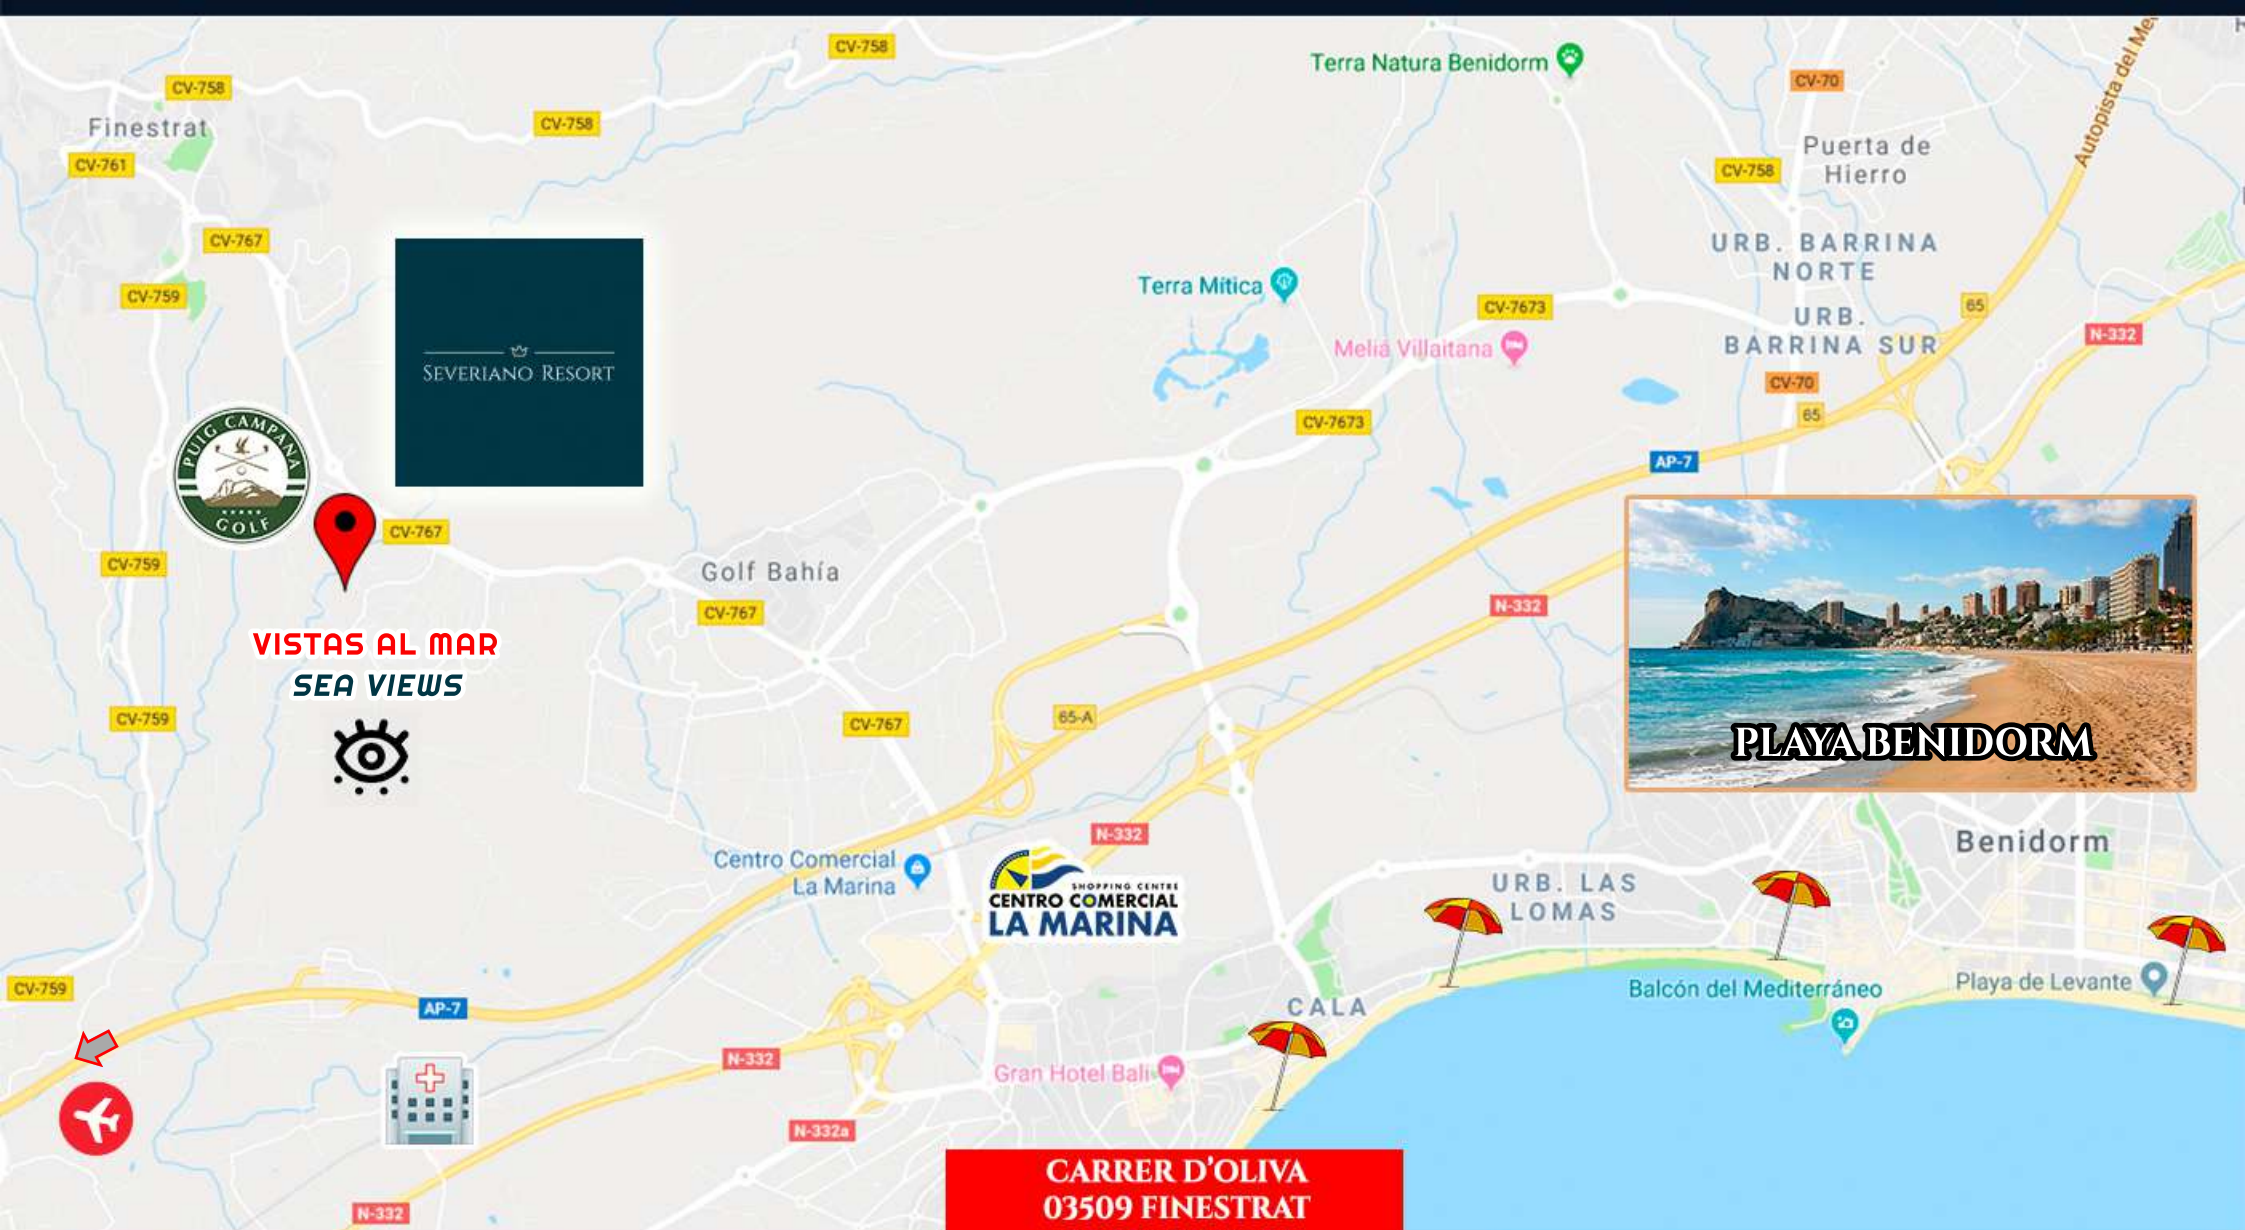 CV-758
Terra Natura Benidorm
CV-70
CV-758
CV-758
Finestrat
CV-761
Puerta de
Hierro
CV-758
Autopista del Me
CV-767
CV-759
URB. BARRINA
NORTE
Terra Mítica
CV-7673
65
URB.
BARRINA SUR
N-332
Meliá Villaitana
SEVERIANO RESORT
CV-70
65
CV-7673
PUIG CAMPANA
GOLF
AP-7
CV-767
CV-759
Golf Bahía
CV-767
N-332
VISTAS AL MAR
SEA VIEWS
CV-759
CV-767
65-A
PLAYA BENIDORM
N-332
Benidorm
Centro Comercial
La Marina
SHOPPING CENTRE
CENTRO COMERCIAL
LA MARINA
URB. LAS
LOMAS
CV-759
AP-7
CALA
Balcón del Mediterráneo
Playa de Levante
N-332
Gran Hotel Bali
N-332a
CARRER D'OLIVA
03509 FINESTRAT
N-332